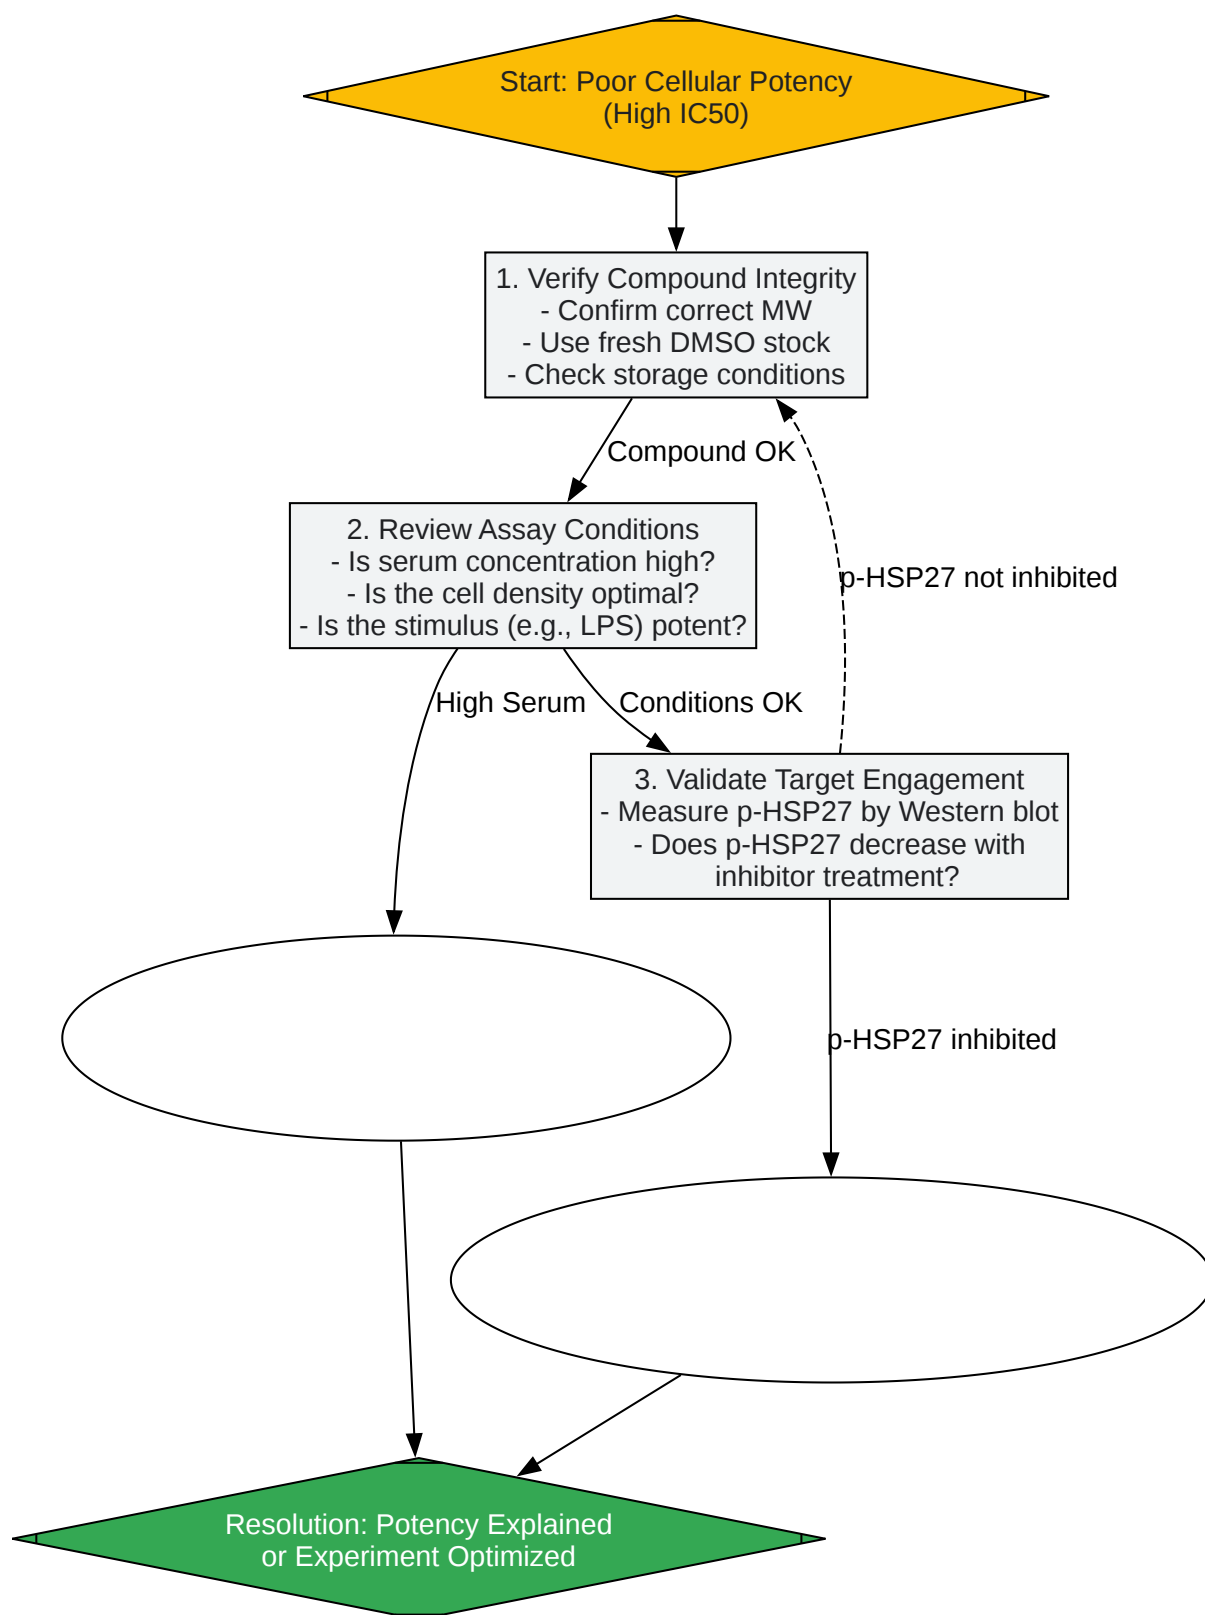 Start: Poor Cellular Potency
(High IC50)
1. Verify Compound Integrity
- Confirm correct MW
- Use fresh DMSO stock
- Check storage conditions
Compound OK
2. Review Assay Conditions
- Is serum concentration high?
- Is the cell density optimal?
- Is the stimulus (e.g., LPS) potent?
p-HSP27 not inhibited
High Serum
Conditions OK
3. Validate Target Engagement
- Measure p-HSP27 by Western blot
- Does p-HSP27 decrease with
inhibitor treatment?
p-HSP27 inhibited
Resolution: Potency Explained
or Experiment Optimized